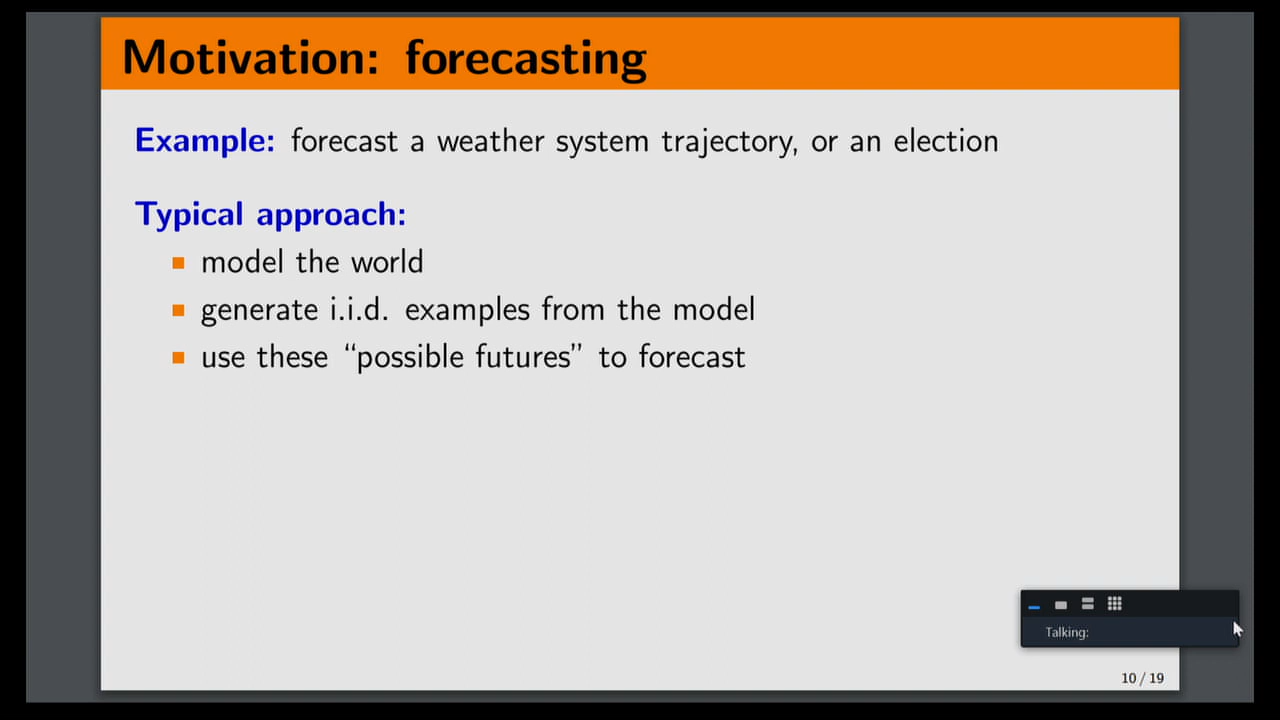 Motivation: forecasting
Example: forecast a weather system trajectory, or an election
Typical approach:
model the world
generate i.i.d. examples from the model
use these “possible futures” to forecast
Talking:
10 / 19